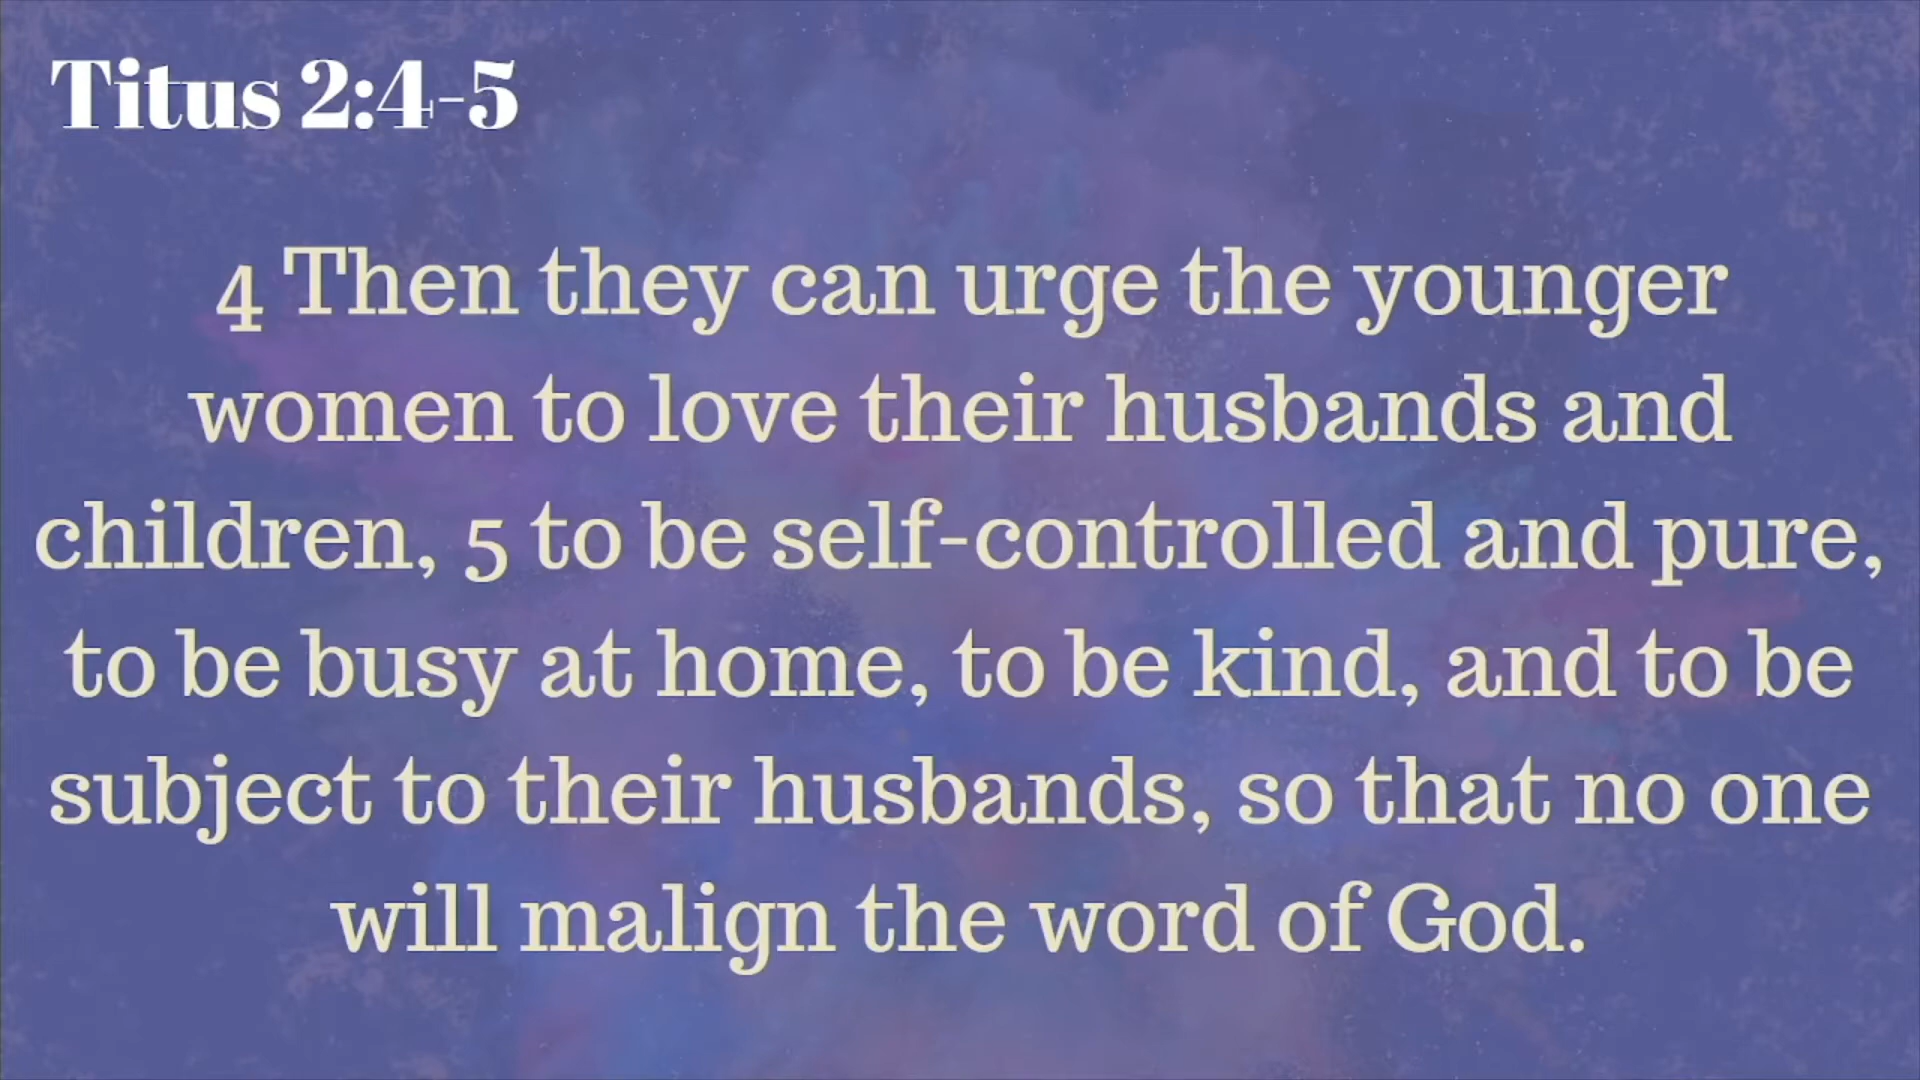 Titus 2:4-5
4 Then they can urge the younger
women to love their husbands and
children, 5 to be self-controlled and pure,
to be busy at home, to be kind, and to be
subject to their husbands, so that no one
will malign the word of God.